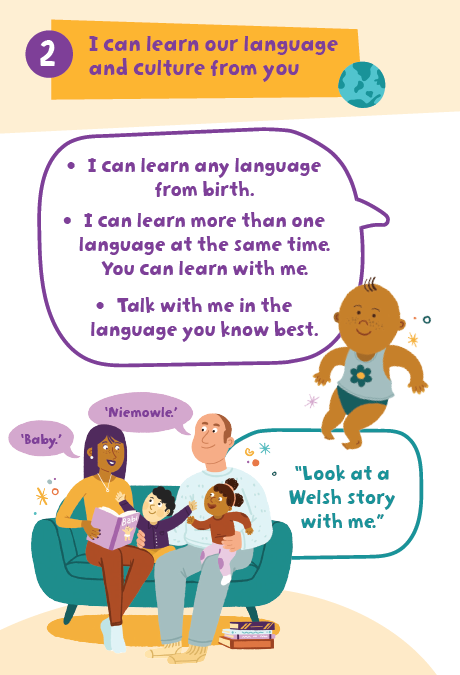 2
I can learn our language
and culture from you
• I can learn any language
from birth.
• I can learn more than one
language at the same time.
You can learn with me.
• Talk with me in the
language you know best.
'Niemowle.'
'Baby.'
Baby
"Look at a
Welsh story
with me."